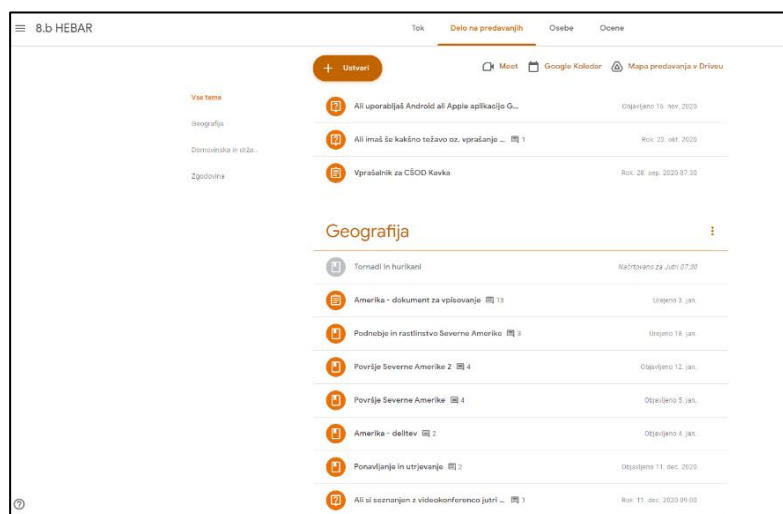 8.b HEBAR
Tok Delo na predavanjih Osebe Ocene
Ustvari
Meet Google Koledar Mapa predavanja v Driveu
Vse teme
Geografija
Domovinska in drža...
Zgodovina
Ali uporabljaš Android ali Apple aplikacijo G... Objavljeno 16. nov. 2020
Ali imaš še kakšno težavo oz. vprašanje ... 1 Rok: 22. okt. 2020
Vprašalnik za CŠOD Kavka Rok: 28. sep. 2020 07:30
Geografija
Tornadi in hurikani Načrtovano za Jutri 07:30
Amerika - dokument za vpisovanje 13 Urejeno 3. jan.
Podnebje in rastlinstvo Severne Amerike 3 Urejeno 18. jan.
Površje Severne Amerike 2 4 Objavljeno 12. jan.
Površje Severne Amerike 4 Objavljeno 5. jan.
Amerika - delitev 2 Objavljeno 4. jan.
Ponavljanje in utrjevanje 2 Objavljeno 11. dec. 2020
Ali si seznanjen z videokonferenco jutri ... 1 Rok: 11. dec. 2020 09:00